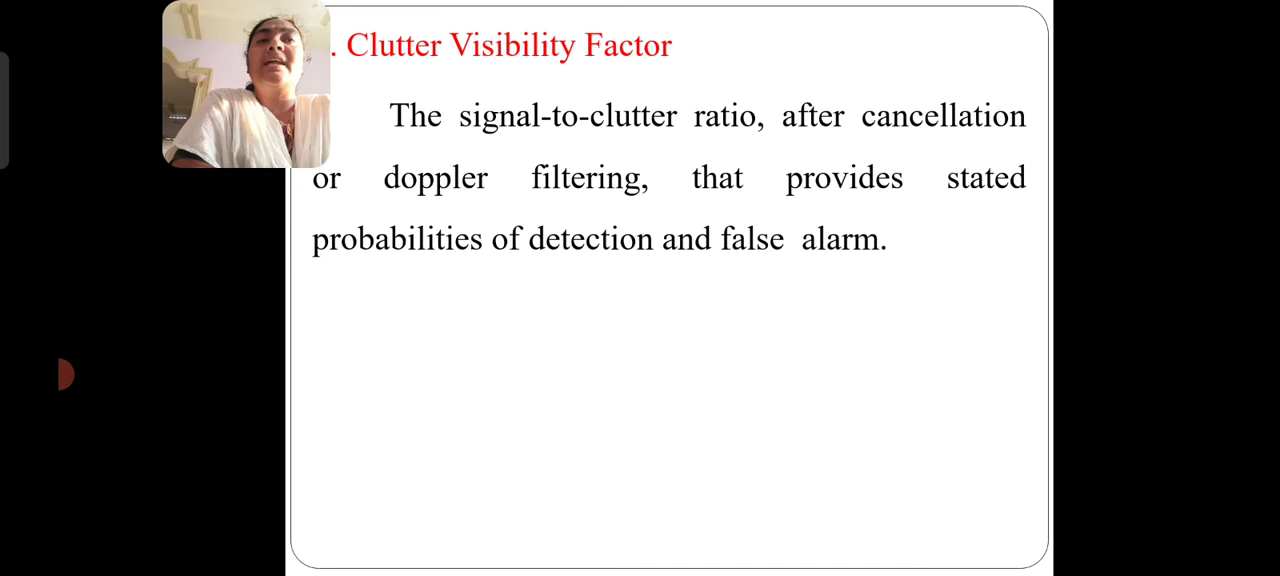 . Clutter Visibility Factor
The signal-to-clutter ratio, after cancellation
or doppler filtering, that provides stated
probabilities of detection and false alarm.